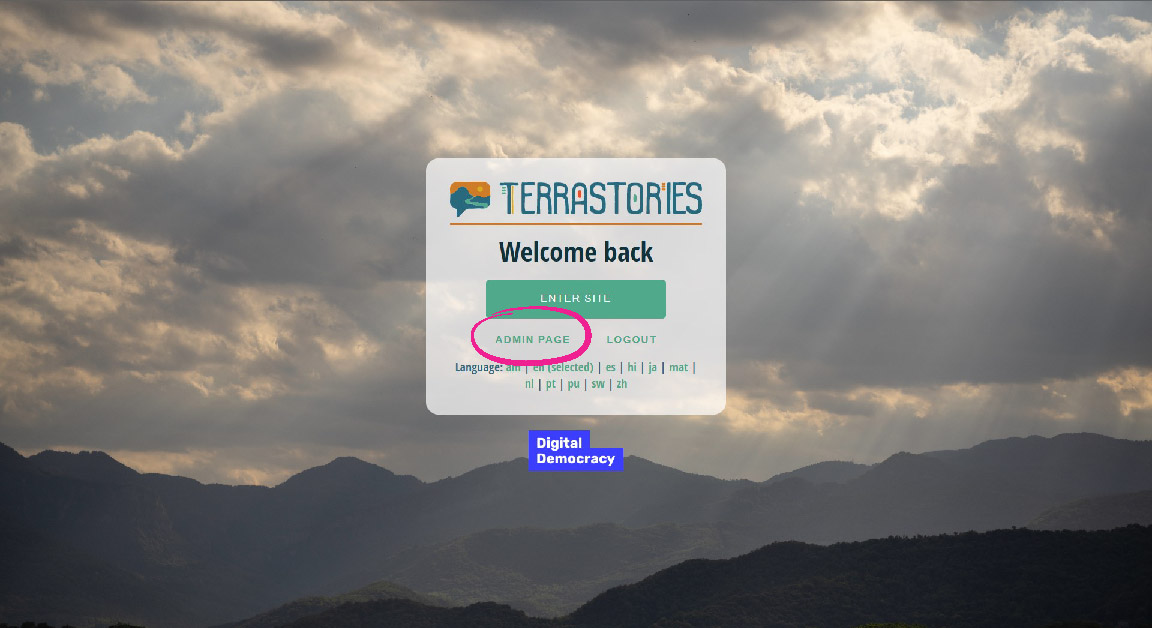 TERRASTORIES
Welcome back
ENTER SITE
ADMIN PAGE LOGOUT
Language: am | en (selected) | es | hi | ja | mat |
nl | pt | pu | sw | zh
Digital
Democracy